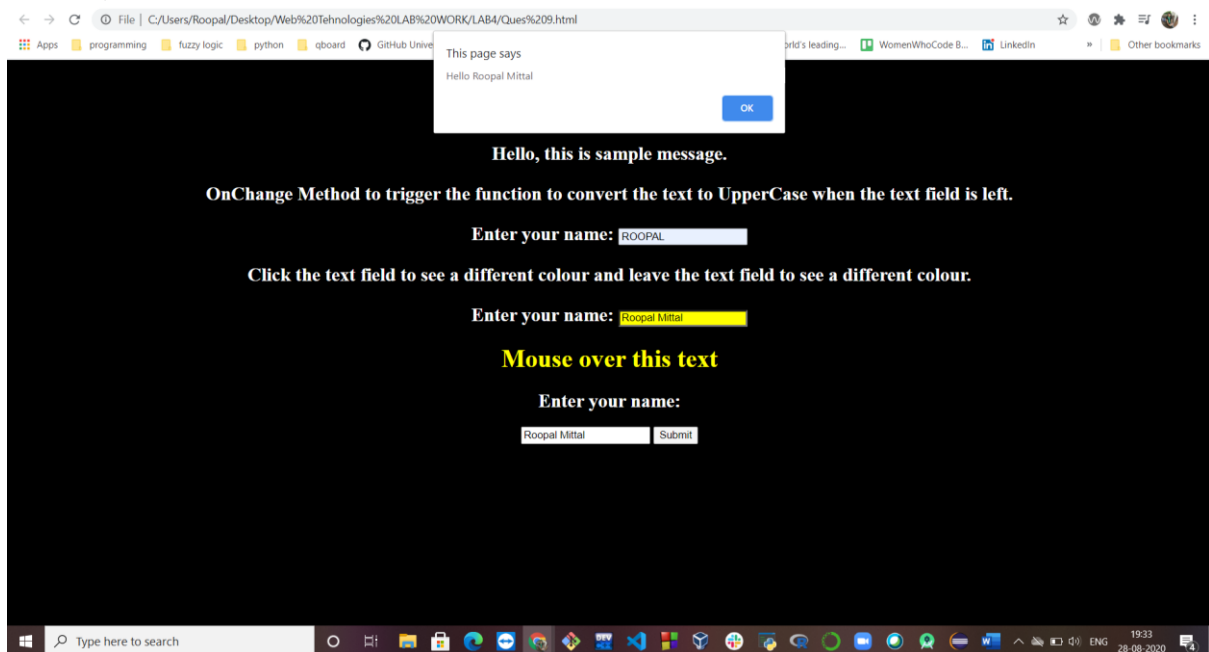 File | C:/Users/Roopal/Desktop/Web%20Tehnologies%20LAB%20WORK/LAB4/Ques%209.html
Apps programming fuzzy logic python qboard GitHub Unive orld's leading... WomenWhoCode B... LinkedIn » Other bookmarks
This page says
Hello Roopal Mittal
OK
Hello, this is sample message.
OnChange Method to trigger the function to convert the text to UpperCase when the text field is left.
Enter your name: ROOPAL
Click the text field to see a different colour and leave the text field to see a different colour.
Enter your name: Roopal Mittal
Mouse over this text
Enter your name:
Roopal Mittal Submit
Type here to search ENG 19:33
28-08-2020 4